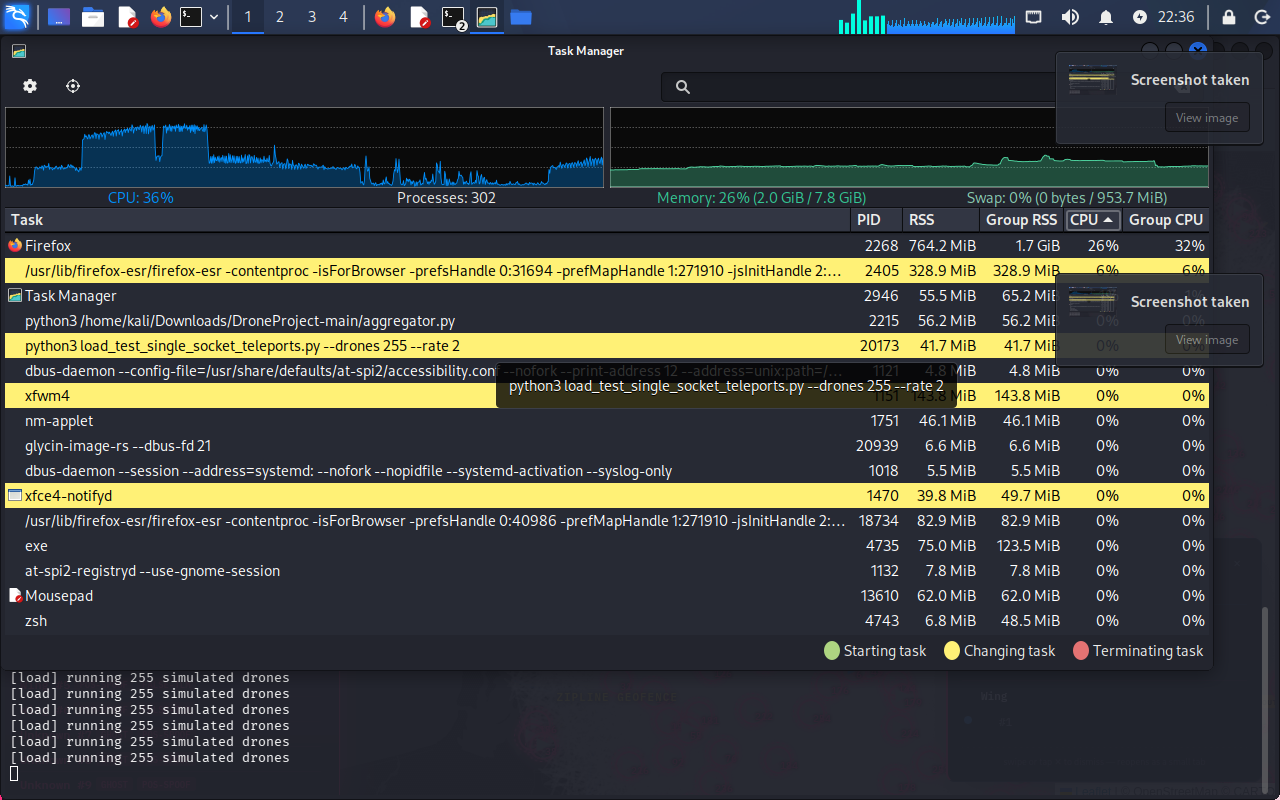 1 2 3 4 2 22:36
Task Manager
Screenshot taken
View image
CPU: 36% Processes: 302 Memory: 26% (2.0 GiB / 7.8 GiB) Swap: 0% (0 bytes / 953.7 MiB)
Task PID RSS Group RSS CPU Group CPU
Firefox 2268 764.2 MiB 1.7 GiB 26% 32%
/usr/lib/firefox-esr/firefox-esr -contentproc -isForBrowser -prefsHandle 0:31694 -prefMapHandle 1:271910 -jsInitHandle 2:... 2405 328.9 MiB 328.9 MiB 6% 6%
Task Manager 2946 55.5 MiB 65.2 MiB
Screenshot taken
python3 /home/kali/Downloads/DroneProject-main/aggregator.py 2215 56.2 MiB 56.2 MiB 0% 0%
View image
python3 load_test_single_socket_teleports.py --drones 255 --rate 2 20173 41.7 MiB 41.7 MiB 0% 0%
dbus-daemon --config-file=/usr/share/defaults/at-spi2/accessibility.conf --nofork --print-address 12 --address=unix:path=/... 1121 4.8 MiB 4.8 MiB 0% 0%
python3 load_test_single_socket_teleports.py --drones 255 --rate 2
xfwm4 1151 143.8 MiB 143.8 MiB 0% 0%
nm-applet 1751 46.1 MiB 46.1 MiB 0% 0%
glycin-image-rs --dbus-fd 21 20939 6.6 MiB 6.6 MiB 0% 0%
dbus-daemon --session --address=systemd: --nofork --nopidfile --systemd-activation --syslog-only 1018 5.5 MiB 5.5 MiB 0% 0%
xfce4-notifyd 1470 39.8 MiB 49.7 MiB 0% 0%
/usr/lib/firefox-esr/firefox-esr -contentproc -isForBrowser -prefsHandle 0:40986 -prefMapHandle 1:271910 -jsInitHandle 2:... 18734 82.9 MiB 82.9 MiB 0% 0%
exe 4735 75.0 MiB 123.5 MiB 0% 0%
at-spi2-registryd --use-gnome-session 1132 7.8 MiB 7.8 MiB 0% 0%
Mousepad 13610 62.0 MiB 62.0 MiB 0% 0%
zsh 4743 6.8 MiB 48.5 MiB 0% 0%
Starting task Changing task Terminating task
[load] running 255 simulated drones
[load] running 255 simulated drones
[load] running 255 simulated drones
[load] running 255 simulated drones
[load] running 255 simulated drones
[load] running 255 simulated drones
Wing